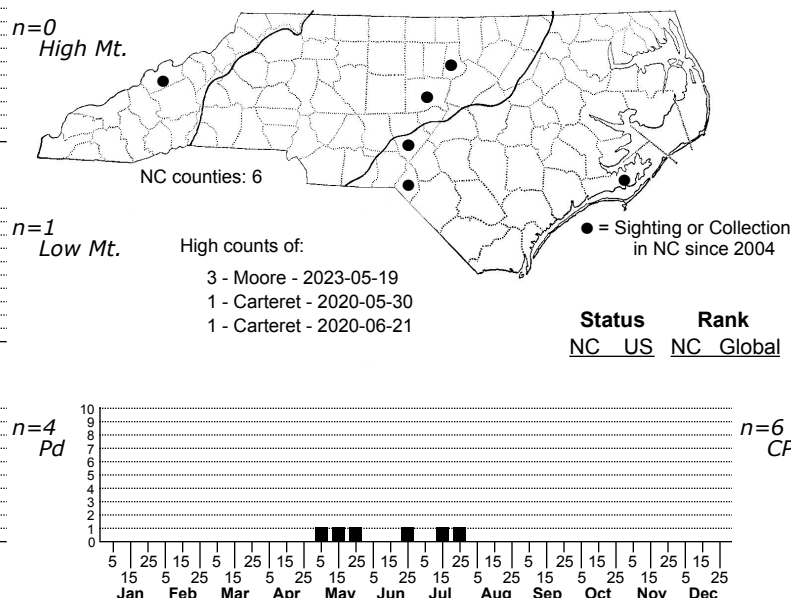 n=0
High Mt.
NC counties: 6
n=1
Low Mt.
High counts of:
3 - Moore - 2023-05-19
1 - Carteret - 2020-05-30
1 - Carteret - 2020-06-21
● = Sighting or Collection
in NC since 2004
Status Rank
NC US NC Global
n=4
Pd
n=6
CP
10
9
8
7
6
5
4
3
2
1
0
5 25 15 5 25 15 5 25 15 5 25 15 5 25 15 5 25 15
15 5 25 15 5 25 15 5 25 15 5 25 15 5 25 15 5 25
Jan Feb Mar Apr May Jun Jul Aug Sep Oct Nov Dec